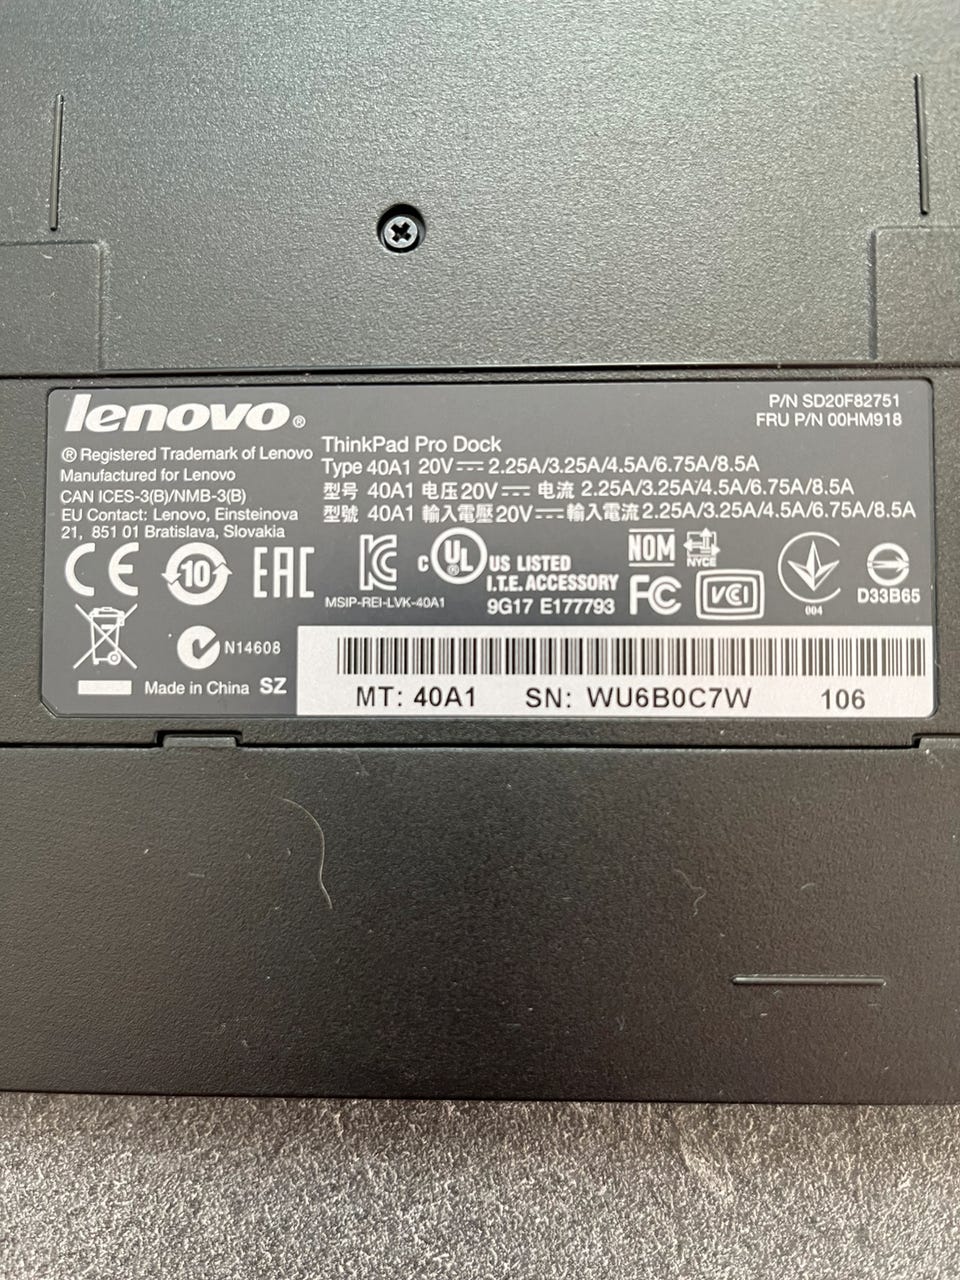 lenovo®
P/N SD20F82751
FRU P/N 00HM918
® Registered Trademark of Lenovo
Manufactured for Lenovo
CAN ICES-3(B)/NMB-3(B)
EU Contact: Lenovo, Einsteinova
21, 851 01 Bratislava, Slovakia
ThinkPad Pro Dock
Type 40A1 20V⎓2.25A/3.25A/4.5A/6.75A/8.5A
型号 40A1 电压20V⎓ 电流 2.25A/3.25A/4.5A/6.75A/8.5A
型號 40A1 輸入電壓20V⎓輸入電流2.25A/3.25A/4.5A/6.75A/8.5A
CE 10 EAC
MSIP-REI-LVK-40A1
c UL US LISTED
I.T.E. ACCESSORY
9G17 E177793
NOM NYCE
FC VCI
004
D33B65
N14608
Made in China SZ
MT: 40A1 SN: WU6B0C7W 106